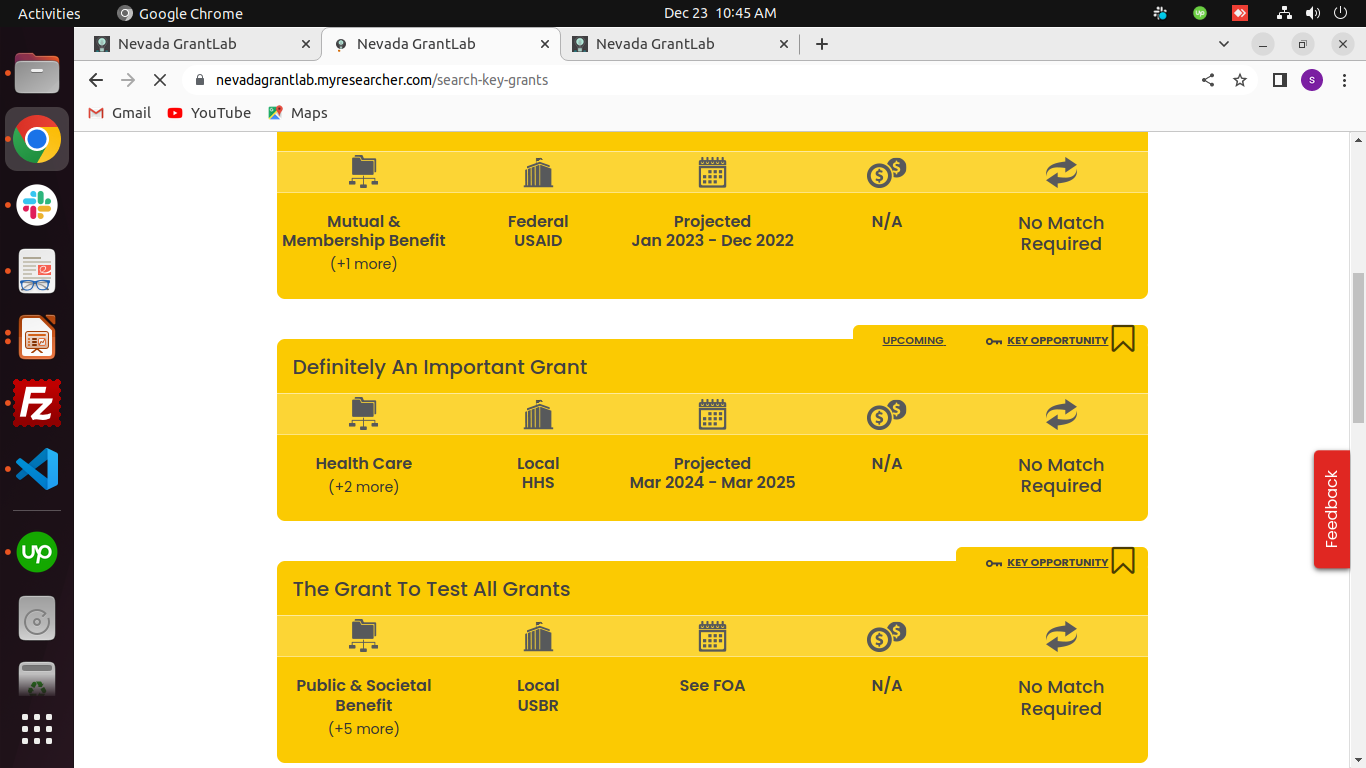 Activities
Google Chrome
Dec 23 10:45 AM
Nevada GrantLab
Nevada GrantLab
Nevada GrantLab
nevadagrantlab.myresearcher.com/search-key-grants
S
Gmail
YouTube
Maps
Mutual &
Membership Benefit
(+1 more)
Federal
USAID
Projected
Jan 2023 - Dec 2022
N/A
No Match
Required
UPCOMING
KEY OPPORTUNITY
Definitely An Important Grant
Health Care
(+2 more)
Local
HHS
Projected
Mar 2024 - Mar 2025
N/A
No Match
Required
KEY OPPORTUNITY
The Grant To Test All Grants
Public & Societal
Benefit
(+5 more)
Local
USBR
See FOA
N/A
No Match
Required
Feedback
Fz
up